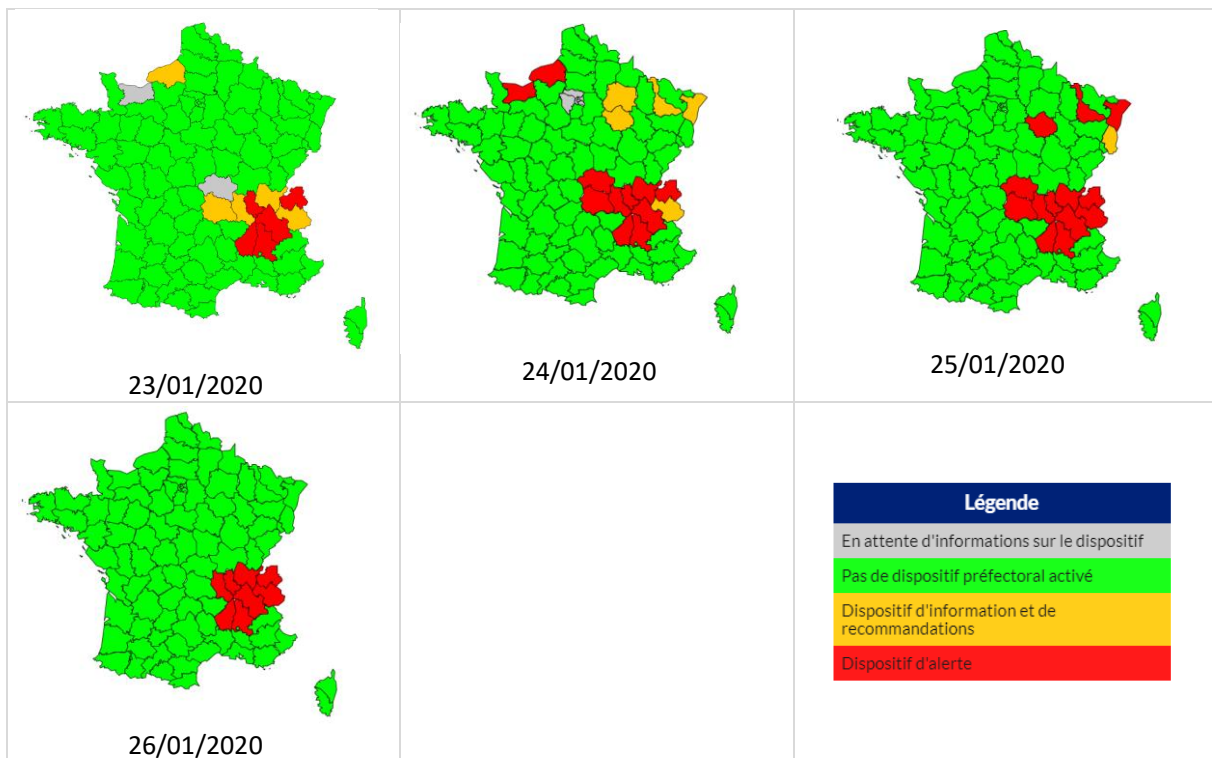 23/01/2020
24/01/2020
25/01/2020
26/01/2020
Légende
En attente d'informations sur le dispositif
Pas de dispositif préfectoral activé
Dispositif d'information et de
recommandations
Dispositif d'alerte